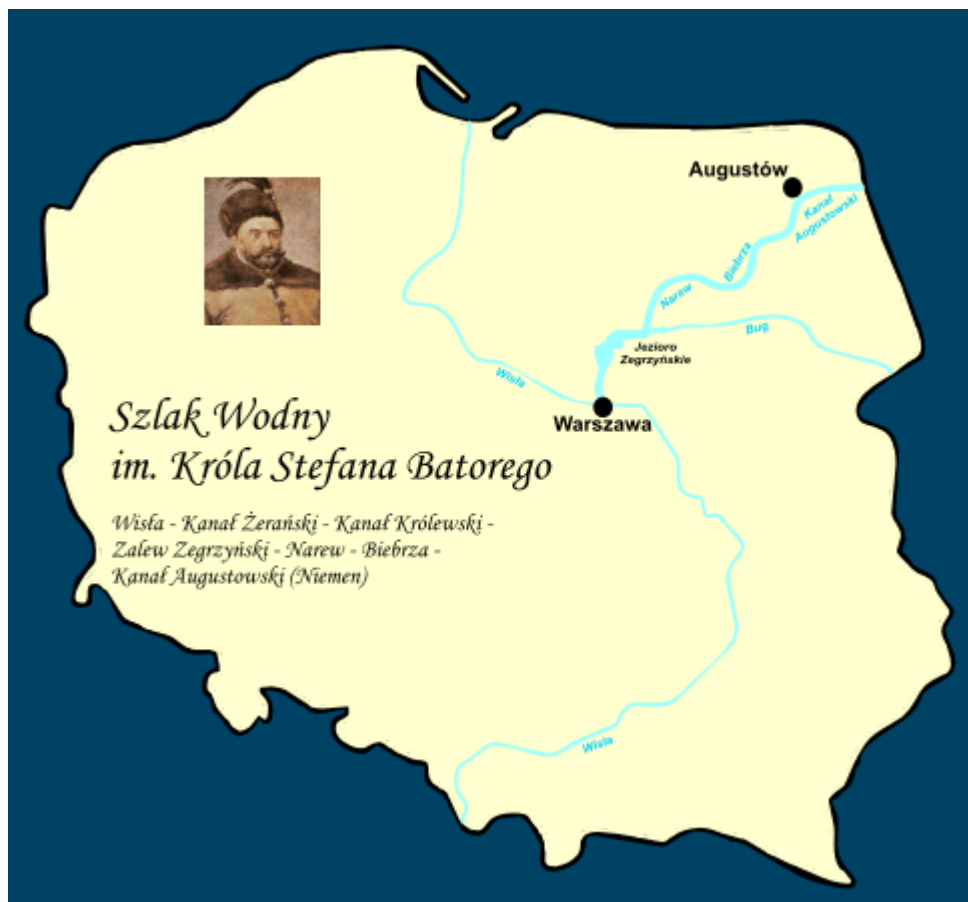 Augustów
Kanał
Augustowski
Biebrza
Narew
Bug
Jezioro
Zegrzyńskie
Wisła
Warszawa
Szlak Wodny
im. Króla Stefana Batorego
Wisła - Kanał Żerański - Kanał Królewski -
Zalew Zegrzyński - Narew - Biebrza -
Kanał Augustowski (Niemen)
Wisła